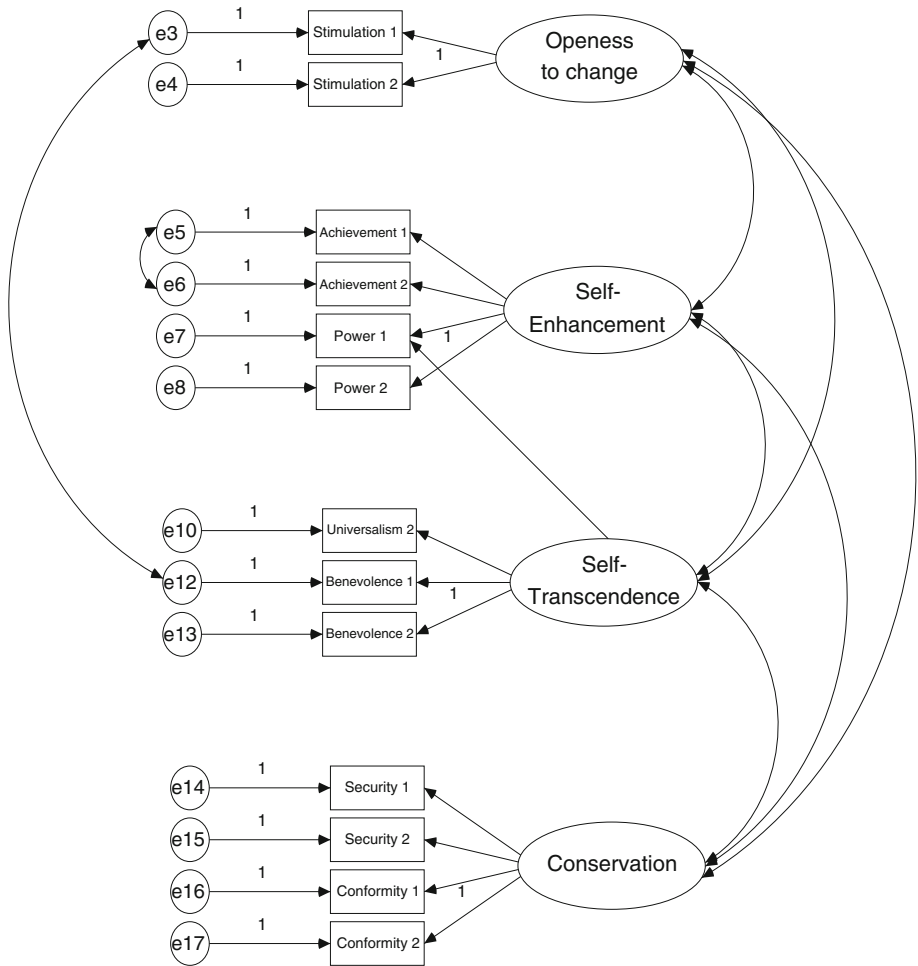 e3
1
Stimulation 1
e4
1
Stimulation 2
1
Openess
to change
e5
1
Achievement 1
e6
1
Achievement 2
e7
1
Power 1
e8
1
Power 2
1
Self-
Enhancement
e10
1
Universalism 2
e12
1
Benevolence 1
e13
1
Benevolence 2
1
Self-
Transcendence
e14
1
Security 1
e15
1
Security 2
e16
1
Conformity 1
e17
1
Conformity 2
1
Conservation